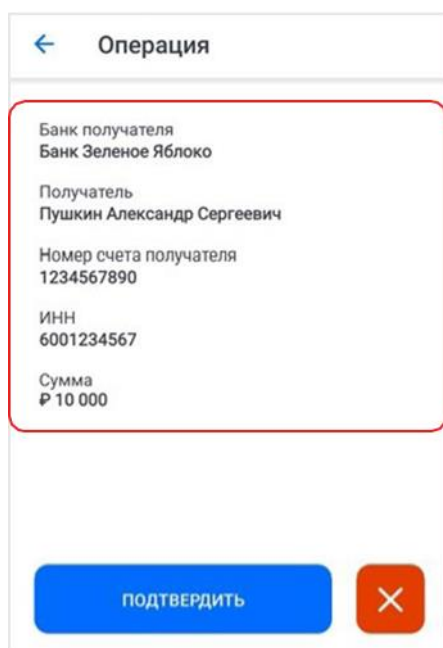 Операция
Банк получателя
Банк Зеленое Яблоко
Получатель
Пушкин Александр Сергеевич
Номер счета получателя
1234567890
ИНН
6001234567
Сумма
₽ 10 000
ПОДТВЕРДИТЬ